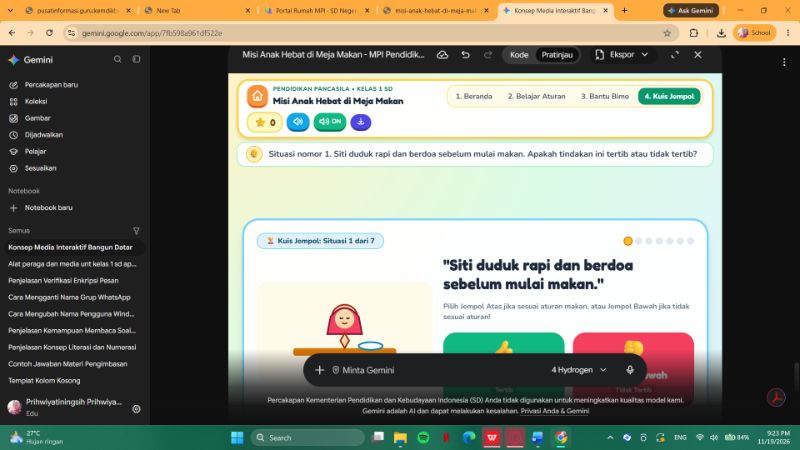 pusatinformasi.guru.kemdikb
New Tab
Portal Rumah MPI - SD Neger
misi-anak-hebat-di-meja-mal
Konsep Media Interaktif Bangu
Ask Gemini
gemini.google.com/app/7fb598a961df522e
School
Gemini
Misi Anak Hebat di Meja Makan - MPI Pendidik...
Kode
Pratinjau
Ekspor
Percakapan baru
Koleksi
Gambar
Dijadwalkan
Pelajar
Sesuaikan
Notebook
Notebook baru
Semua
Konsep Media Interaktif Bangun Datar
Alat peraga dan media unt kelas 1 sd ap...
Penjelasan Verifikasi Enkripsi Pesan
Cara Mengganti Nama Grup WhatsApp
Cara Mengubah Nama Pengguna Wind...
Penjelasan Kemampuan Membaca Soal...
Penjelasan Konsep Literasi dan Numerasi
Contoh Jawaban Materi Pengimbasan
Templat Kolom Kosong
Prihwiyatiningsih Prihwiya...
Edu
PENDIDIKAN PANCASILA • KELAS 1 SD
Misi Anak Hebat di Meja Makan
0
ON
1. Beranda
2. Belajar Aturan
3. Bantu Bimo
4. Kuis Jempol
Situasi nomor 1. Siti duduk rapi dan berdoa sebelum mulai makan. Apakah tindakan ini tertib atau tidak tertib?
Kuis Jempol: Situasi 1 dari 7
"Siti duduk rapi dan berdoa
sebelum mulai makan."
Pilih Jempol Atas jika sesuai aturan makan, atau Jempol Bawah jika tidak
sesuai aturan!
Tertib
Tidak Tertib
Minta Gemini
4 Hydrogen
Percakapan Kementerian Pendidikan dan Kebudayaan Indonesia (SD) Anda tidak digunakan untuk meningkatkan kualitas model kami.
Gemini adalah AI dan dapat melakukan kesalahan. Privasi Anda & Gemini
27°C
Hujan ringan
Search
ENG
84%
9:23 PM
11/19/2026